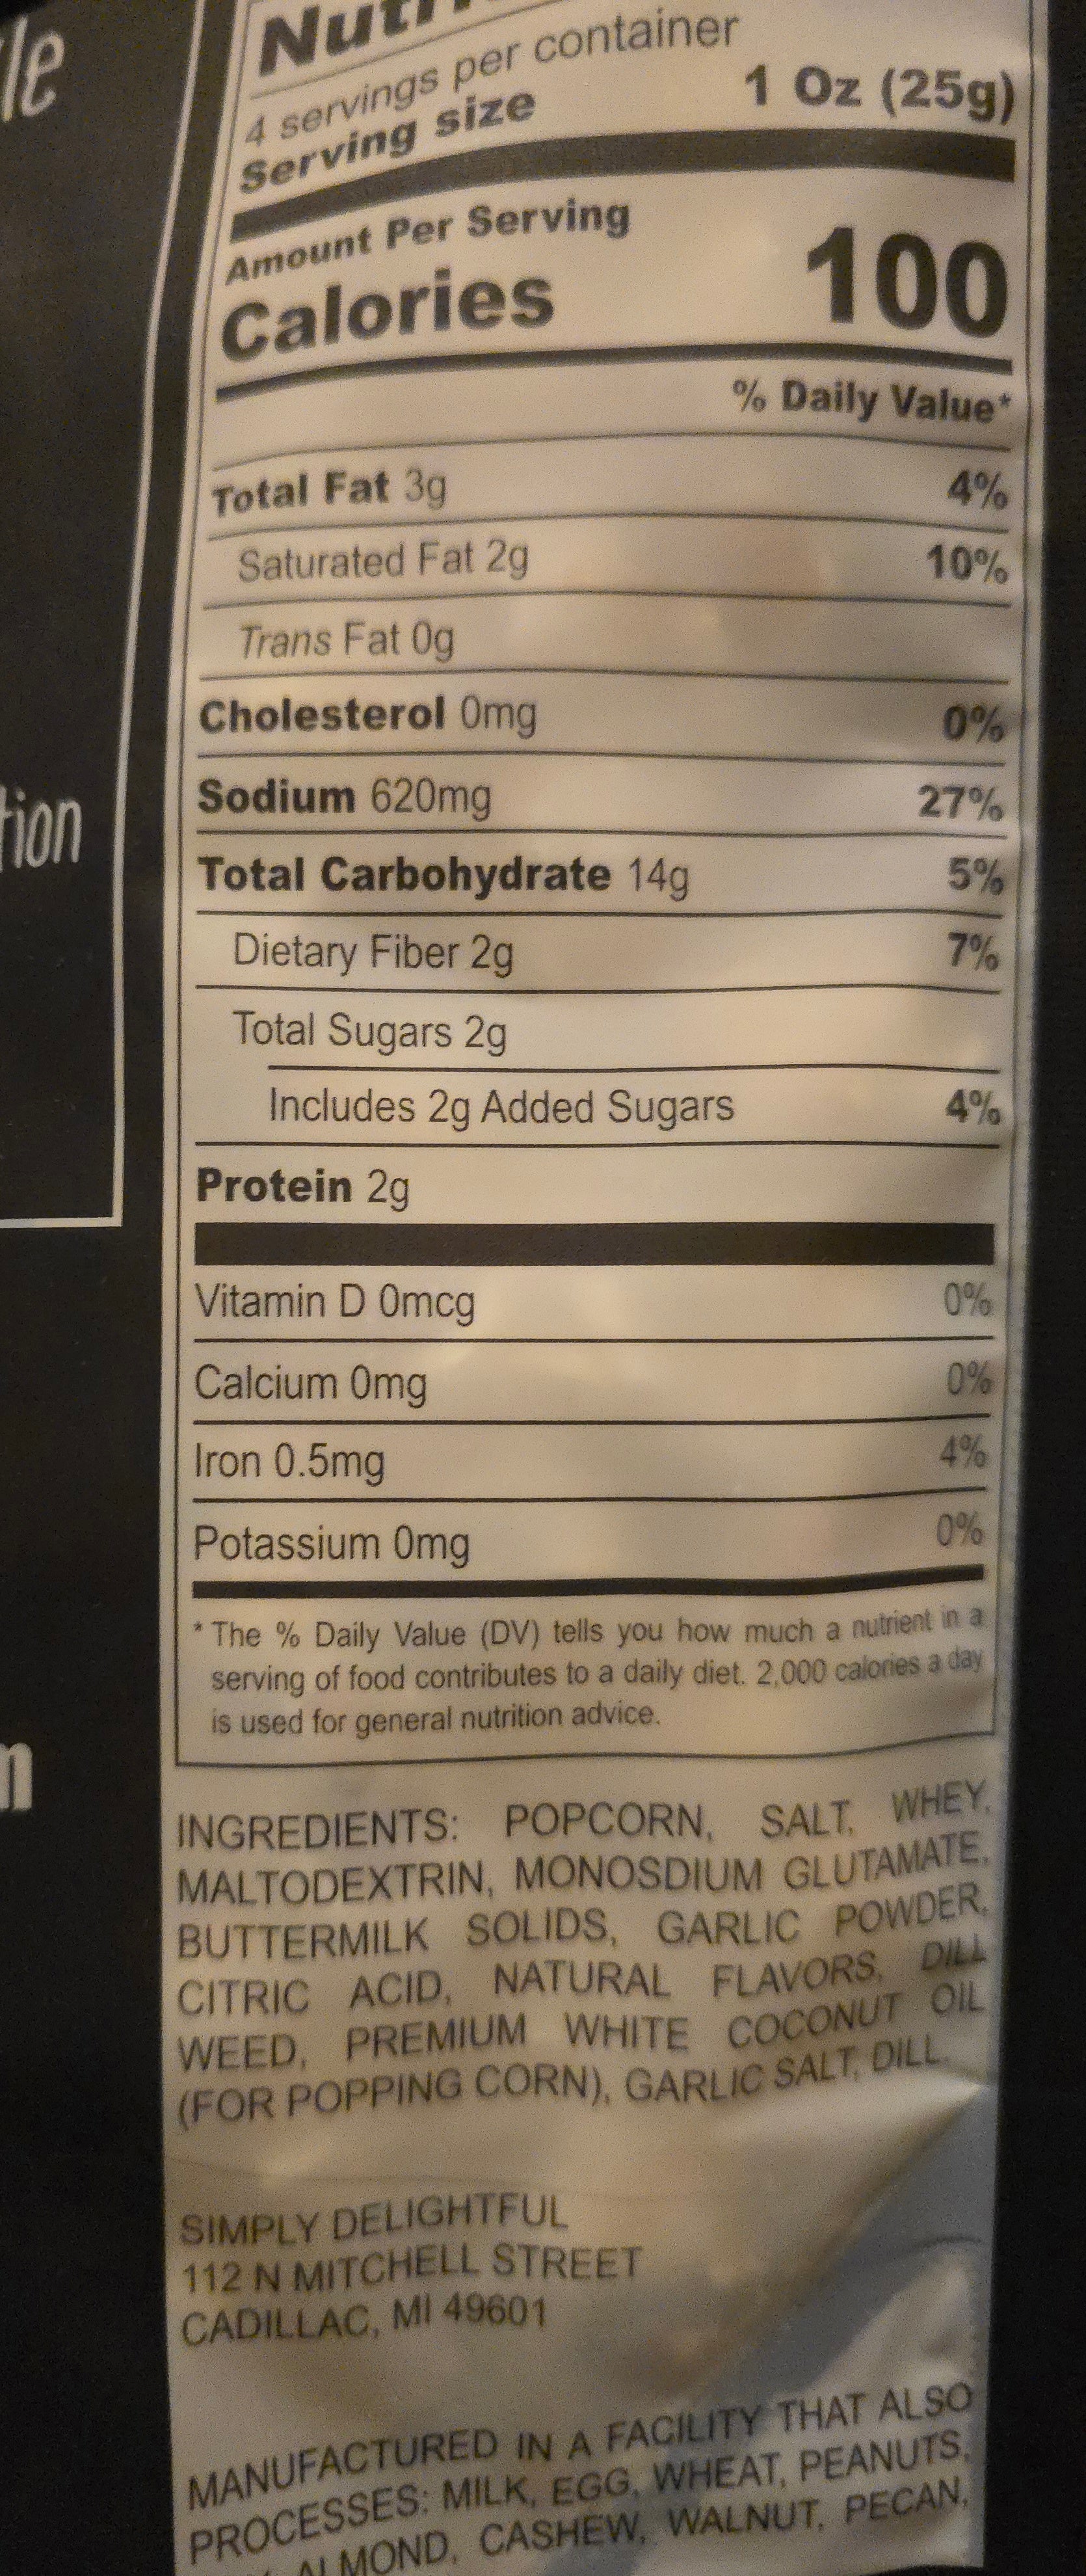 le
tion
n
4 servings per container
Serving size 1 Oz (25g)
Amount Per Serving
Calories 100
% Daily Value*
Total Fat 3g 4%
Saturated Fat 2g 10%
Trans Fat 0g
Cholesterol 0mg 0%
Sodium 620mg 27%
Total Carbohydrate 14g 5%
Dietary Fiber 2g 7%
Total Sugars 2g
Includes 2g Added Sugars 4%
Protein 2g
Vitamin D 0mcg 0%
Calcium 0mg 0%
Iron 0.5mg 4%
Potassium 0mg 0%
* The % Daily Value (DV) tells you how much a nutrient in a
serving of food contributes to a daily diet. 2,000 calories a day
is used for general nutrition advice.
INGREDIENTS: POPCORN, SALT, WHEY,
MALTODEXTRIN, MONOSDIUM GLUTAMATE,
BUTTERMILK SOLIDS, GARLIC POWDER,
CITRIC ACID, NATURAL FLAVORS, DILL
WEED, PREMIUM WHITE COCONUT OIL
(FOR POPPING CORN), GARLIC SALT, DILL.
SIMPLY DELIGHTFUL
112 N MITCHELL STREET
CADILLAC, MI 49601
MANUFACTURED IN A FACILITY THAT ALSO
PROCESSES: MILK, EGG, WHEAT, PEANUTS,
ALMOND, CASHEW, WALNUT, PECAN,